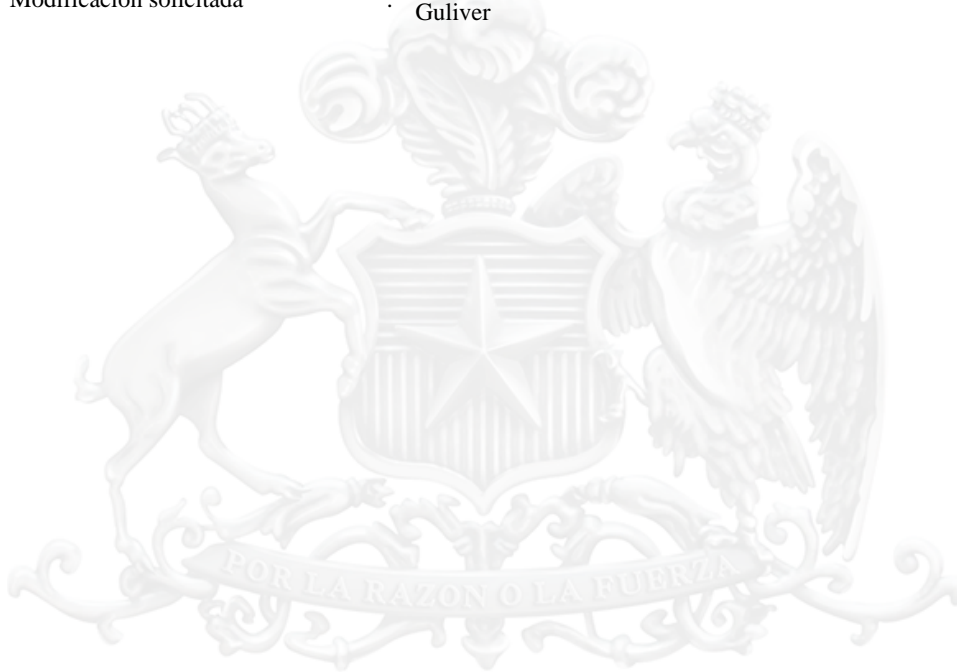 Modificación solicitada :
Guliver
POR LA RAZON O LA FUERZA